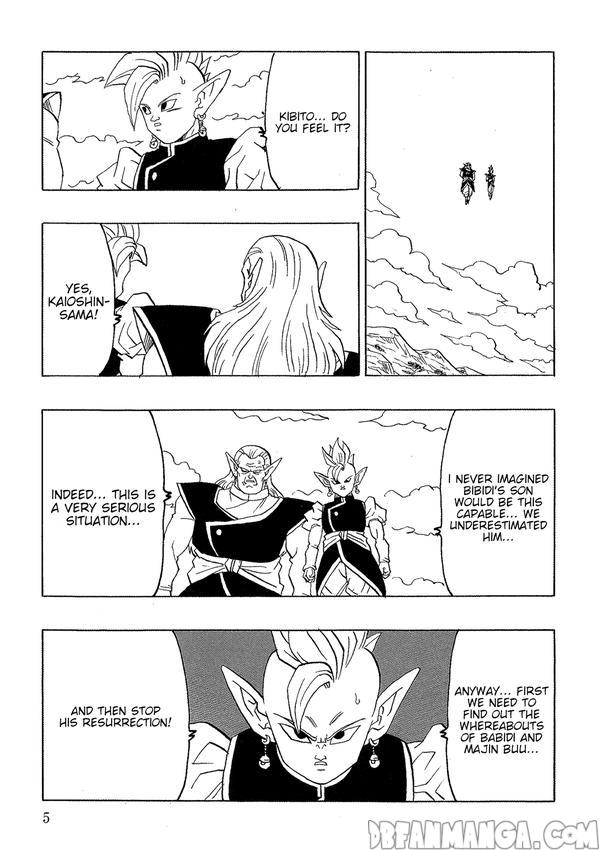 KIBITO... DO
YOU FEEL IT?
YES,
KAIOSHIN-
SAMA!
I NEVER IMAGINED
BIBIDI'S SON
WOULD BE THIS
CAPABLE... WE
UNDERESTIMATED
HIM...
INDEED... THIS IS
A VERY SERIOUS
SITUATION...
ANYWAY... FIRST
WE NEED TO
FIND OUT THE
WHEREABOUTS
OF BABIDI AND
MAJIN BUU...
AND THEN STOP
HIS RESURRECTION!
5
DBFANMANGA.COM